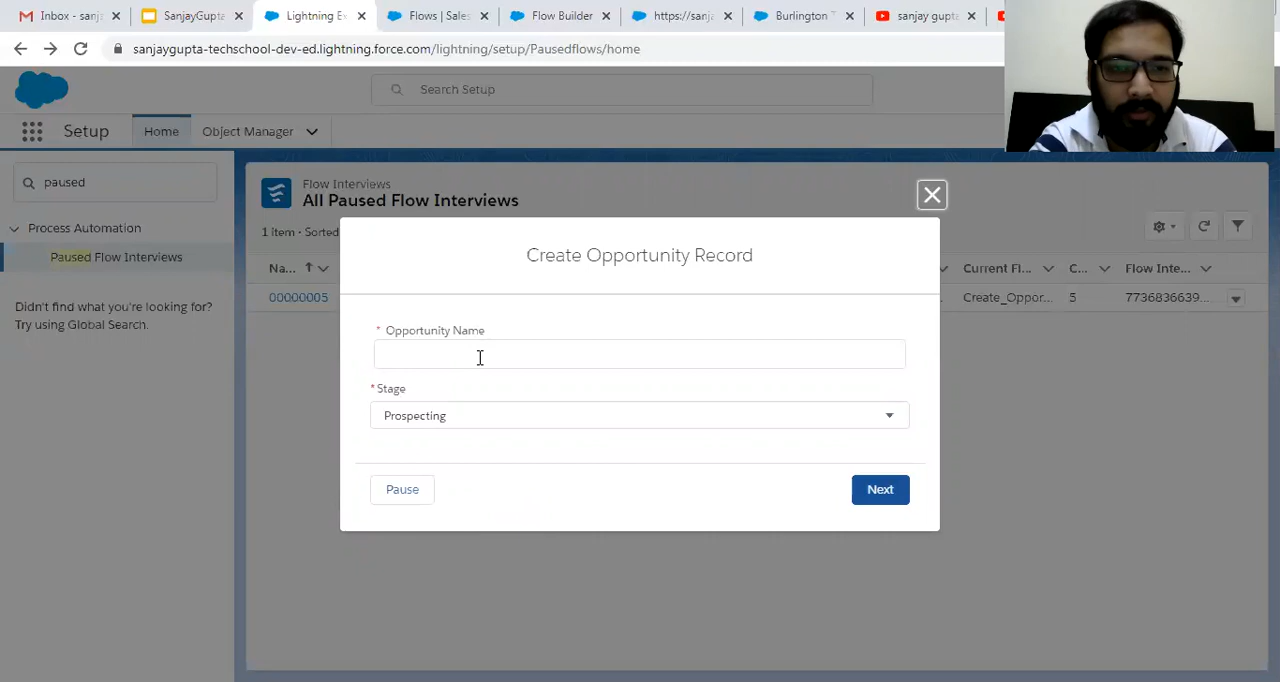 Inbox - sanj SanjayGupta Lightning E Flows | Sales Flow Builder https://sanja Burlington T sanjay gupta
sanjaygupta-techschool-dev-ed.lightning.force.com/lightning/setup/Pausedflows/home
Search Setup
Setup Home Object Manager
paused
Process Automation
Paused Flow Interviews
Didn't find what you're looking for?
Try using Global Search.
Flow Interviews
All Paused Flow Interviews
1 item • Sorted
Na... Current Fl... C... Flow Inte...
00000005 Create_Oppor... 5 7736836639...
Create Opportunity Record
* Opportunity Name
* Stage
Prospecting
Pause Next